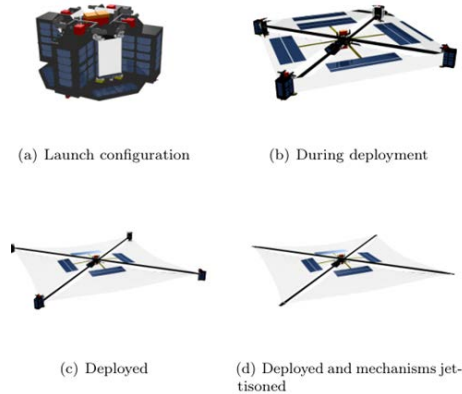 (a) Launch configuration
(b) During deployment
(c) Deployed
(d) Deployed and mechanisms jet-
tisoned